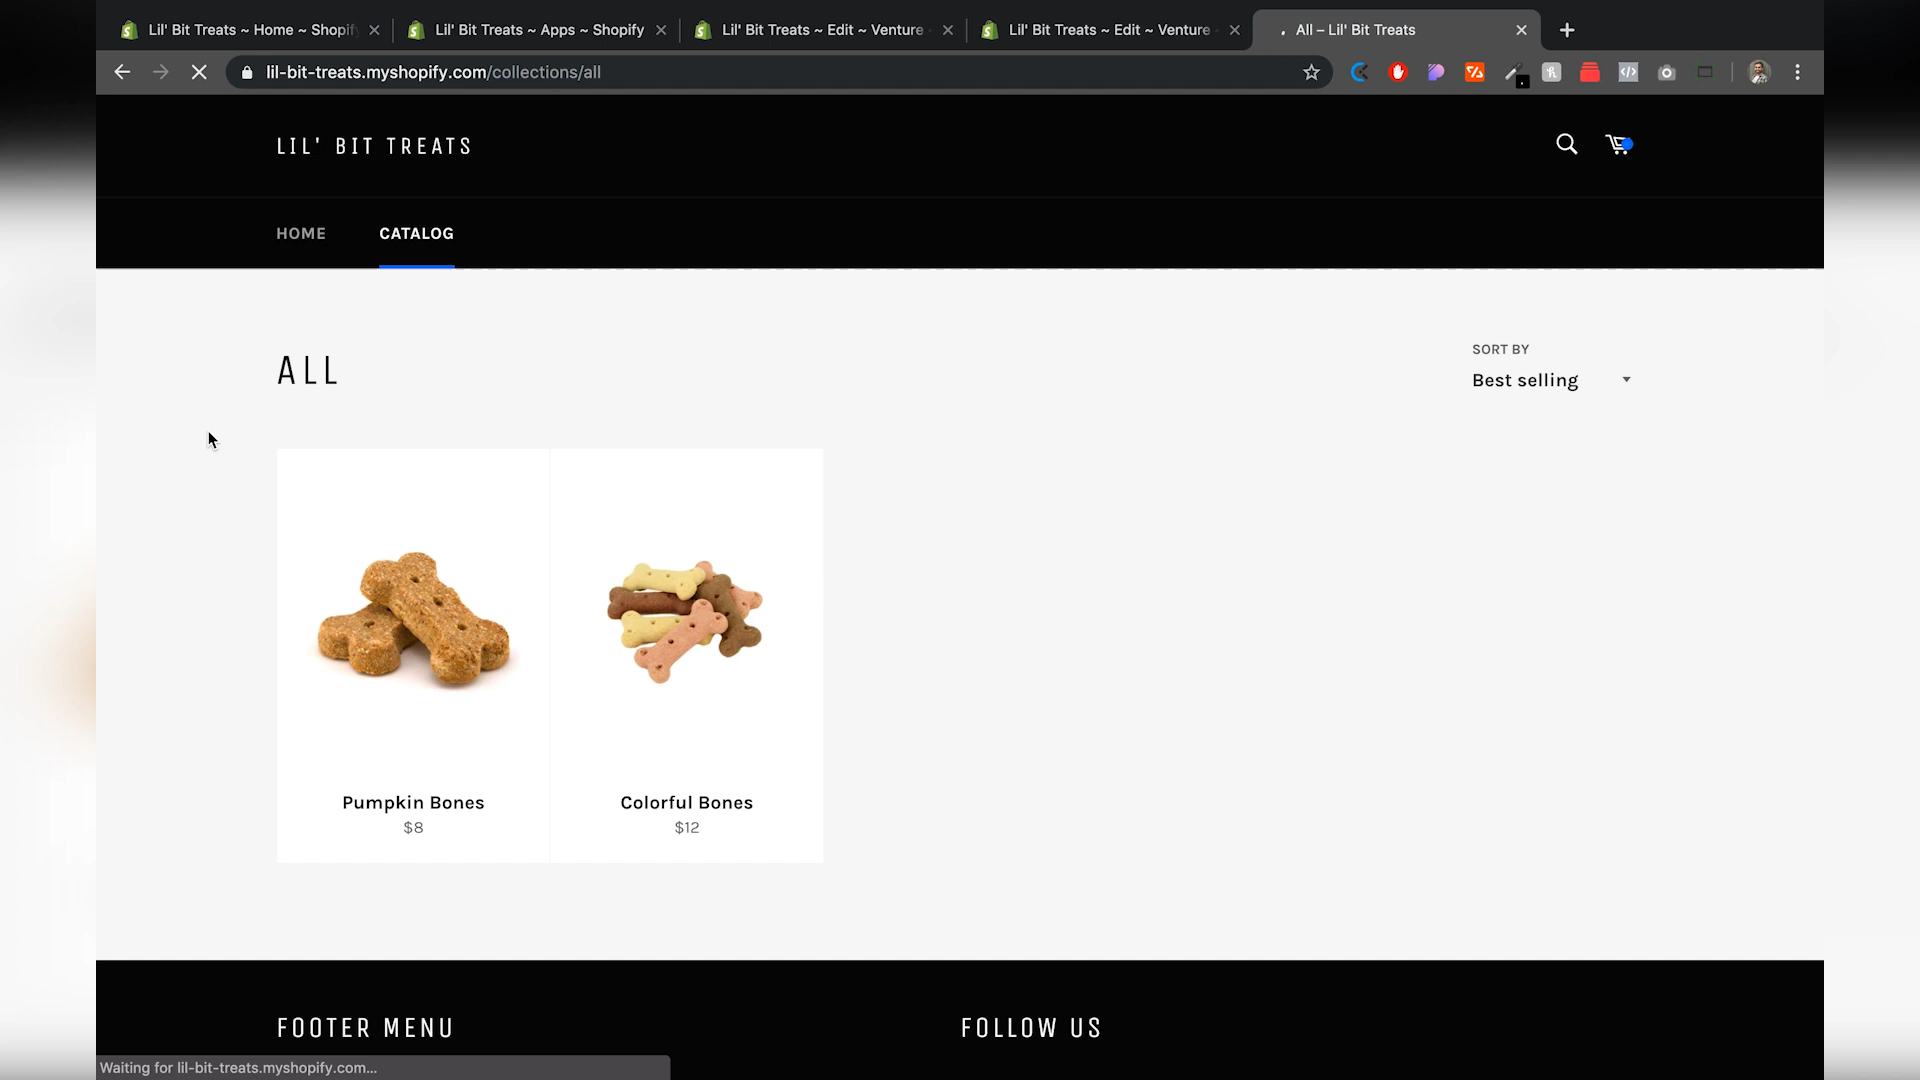 Lil' Bit Treats ~ Home ~ Shopif
Lil' Bit Treats ~ Apps ~ Shopify
Lil' Bit Treats ~ Edit ~ Venture
Lil' Bit Treats ~ Edit ~ Venture
All – Lil' Bit Treats
lil-bit-treats.myshopify.com/collections/all
LIL' BIT TREATS
HOME
CATALOG
ALL
SORT BY
Best selling
Pumpkin Bones
$8
Colorful Bones
$12
FOOTER MENU
FOLLOW US
Waiting for lil-bit-treats.myshopify.com...